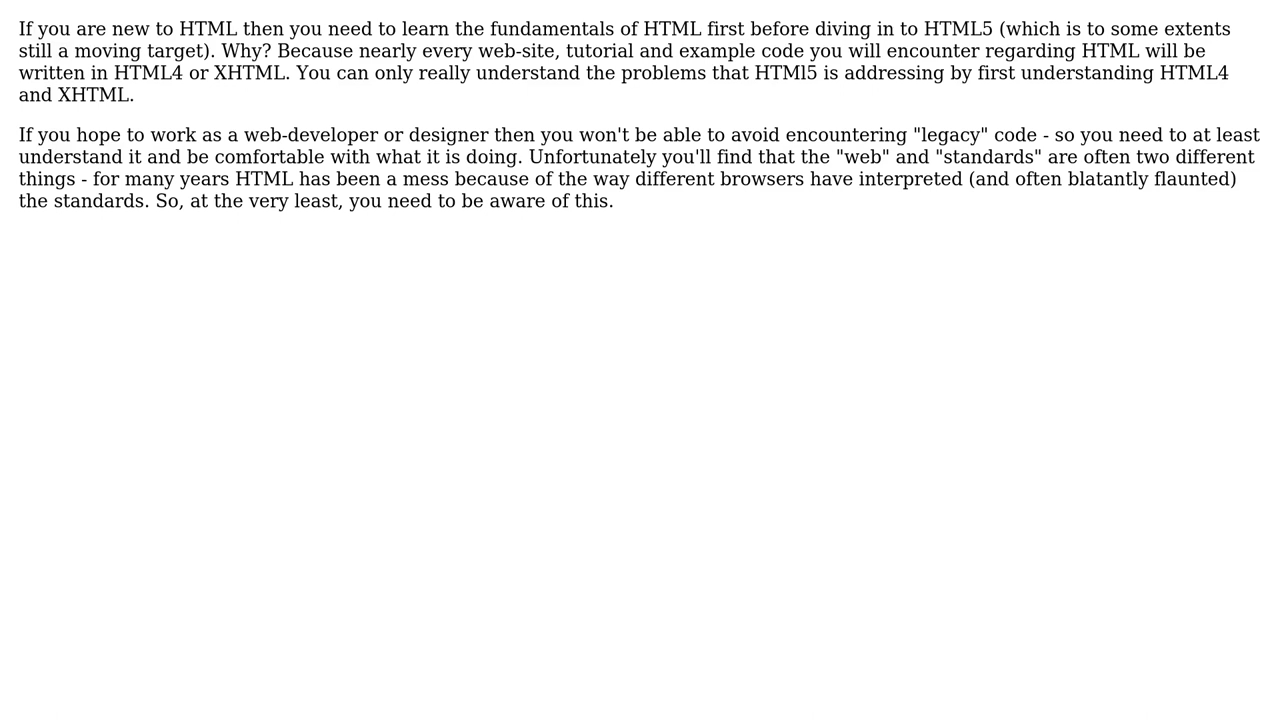 If you are new to HTML then you need to learn the fundamentals of HTML first before diving in to HTML5 (which is to some extents
still a moving target). Why? Because nearly every web-site, tutorial and example code you will encounter regarding HTML will be
written in HTML4 or XHTML. You can only really understand the problems that HTMl5 is addressing by first understanding HTML4
and XHTML.
If you hope to work as a web-developer or designer then you won't be able to avoid encountering "legacy" code - so you need to at least
understand it and be comfortable with what it is doing. Unfortunately you'll find that the "web" and "standards" are often two different
things - for many years HTML has been a mess because of the way different browsers have interpreted (and often blatantly flaunted)
the standards. So, at the very least, you need to be aware of this.